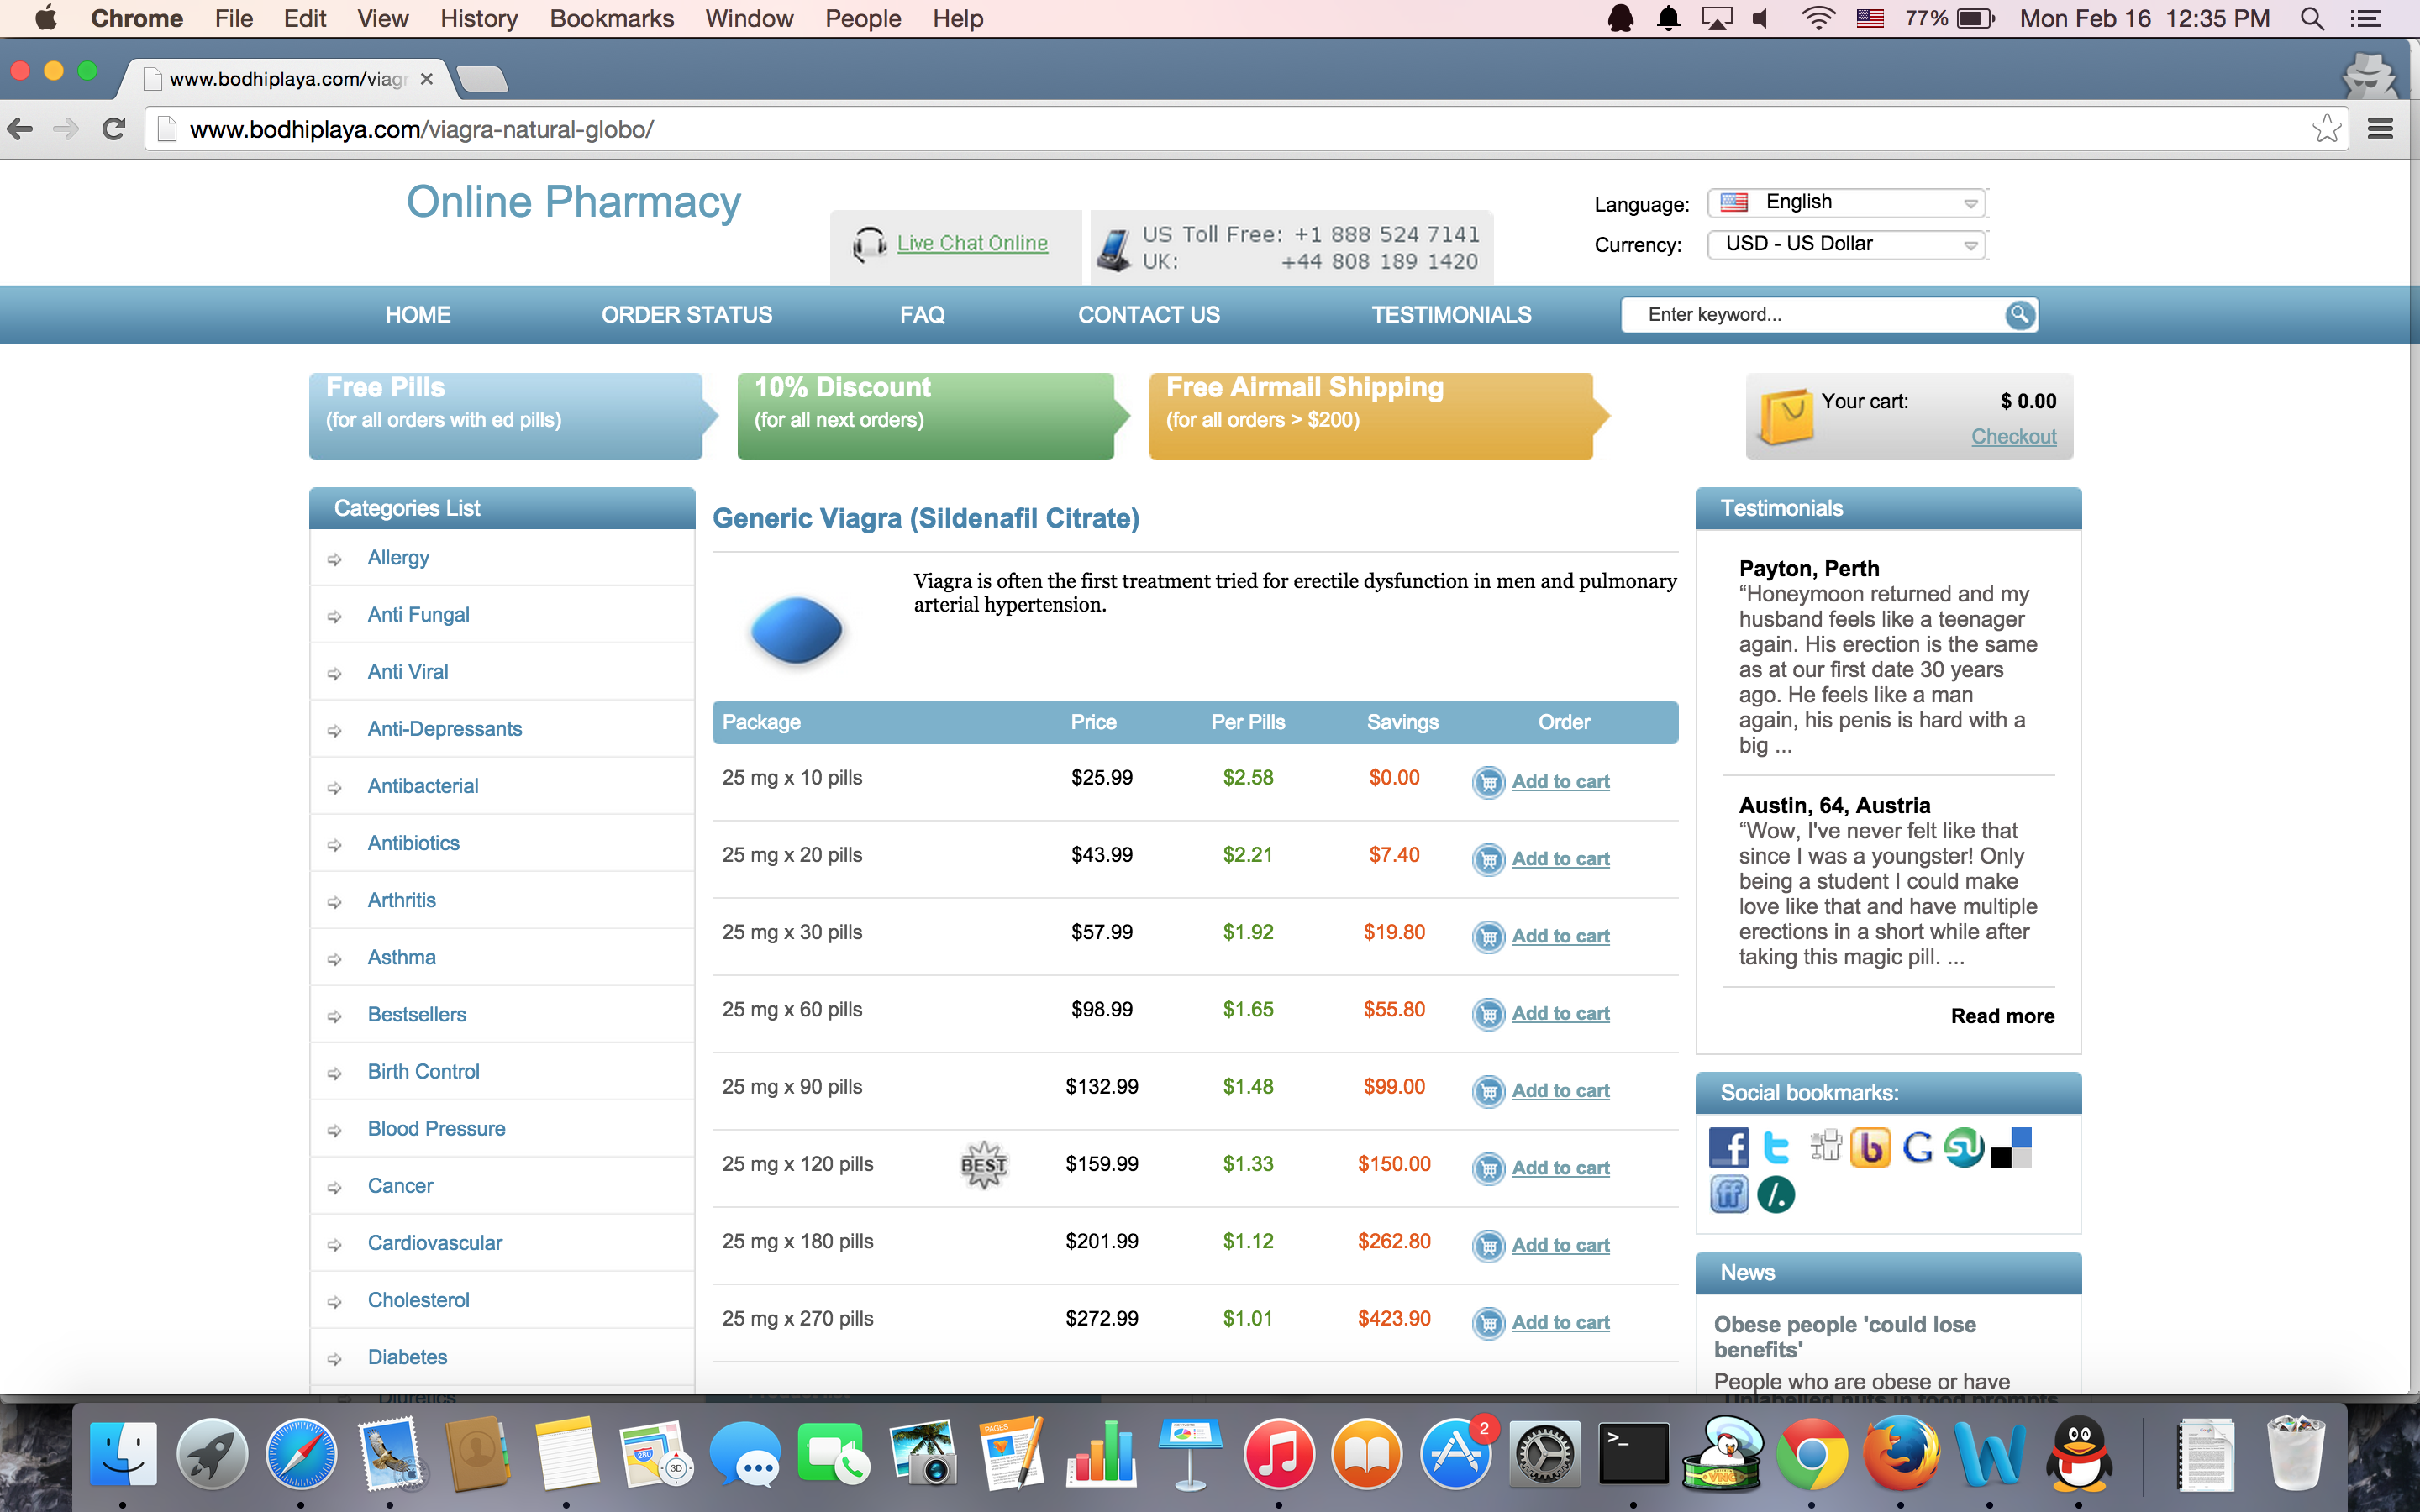 Chrome File Edit View History Bookmarks Window People Help 77% Mon Feb 16 12:35 PM
www.bodhiplaya.com/viagr
www.bodhiplaya.com/viagra-natural-globo/
Online Pharmacy
Live Chat Online
US Toll Free: +1 888 524 7141
UK: +44 808 189 1420
Language: English
Currency: USD - US Dollar
HOME ORDER STATUS FAQ CONTACT US TESTIMONIALS Enter keyword...
Free Pills
(for all orders with ed pills)
10% Discount
(for all next orders)
Free Airmail Shipping
(for all orders > $200)
Your cart: $ 0.00
Checkout
Categories List
Allergy
Anti Fungal
Anti Viral
Anti-Depressants
Antibacterial
Antibiotics
Arthritis
Asthma
Bestsellers
Birth Control
Blood Pressure
Cancer
Cardiovascular
Cholesterol
Diabetes
Diuretics
Generic Viagra (Sildenafil Citrate)
Viagra is often the first treatment tried for erectile dysfunction in men and pulmonary
arterial hypertension.
Package Price Per Pills Savings Order
25 mg x 10 pills $25.99 $2.58 $0.00 Add to cart
25 mg x 20 pills $43.99 $2.21 $7.40 Add to cart
25 mg x 30 pills $57.99 $1.92 $19.80 Add to cart
25 mg x 60 pills $98.99 $1.65 $55.80 Add to cart
25 mg x 90 pills $132.99 $1.48 $99.00 Add to cart
25 mg x 120 pills BEST $159.99 $1.33 $150.00 Add to cart
25 mg x 180 pills $201.99 $1.12 $262.80 Add to cart
25 mg x 270 pills $272.99 $1.01 $423.90 Add to cart
Testimonials
Payton, Perth
“Honeymoon returned and my
husband feels like a teenager
again. His erection is the same
as at our first date 30 years
ago. He feels like a man
again, his penis is hard with a
big ...
Austin, 64, Austria
“Wow, I've never felt like that
since I was a youngster! Only
being a student I could make
love like that and have multiple
erections in a short while after
taking this magic pill. ...
Read more
Social bookmarks:
News
Obese people 'could lose
benefits'
People who are obese or have
Unlabelled nuts in food prompts
PAGES
KEYNOTE
3D
2